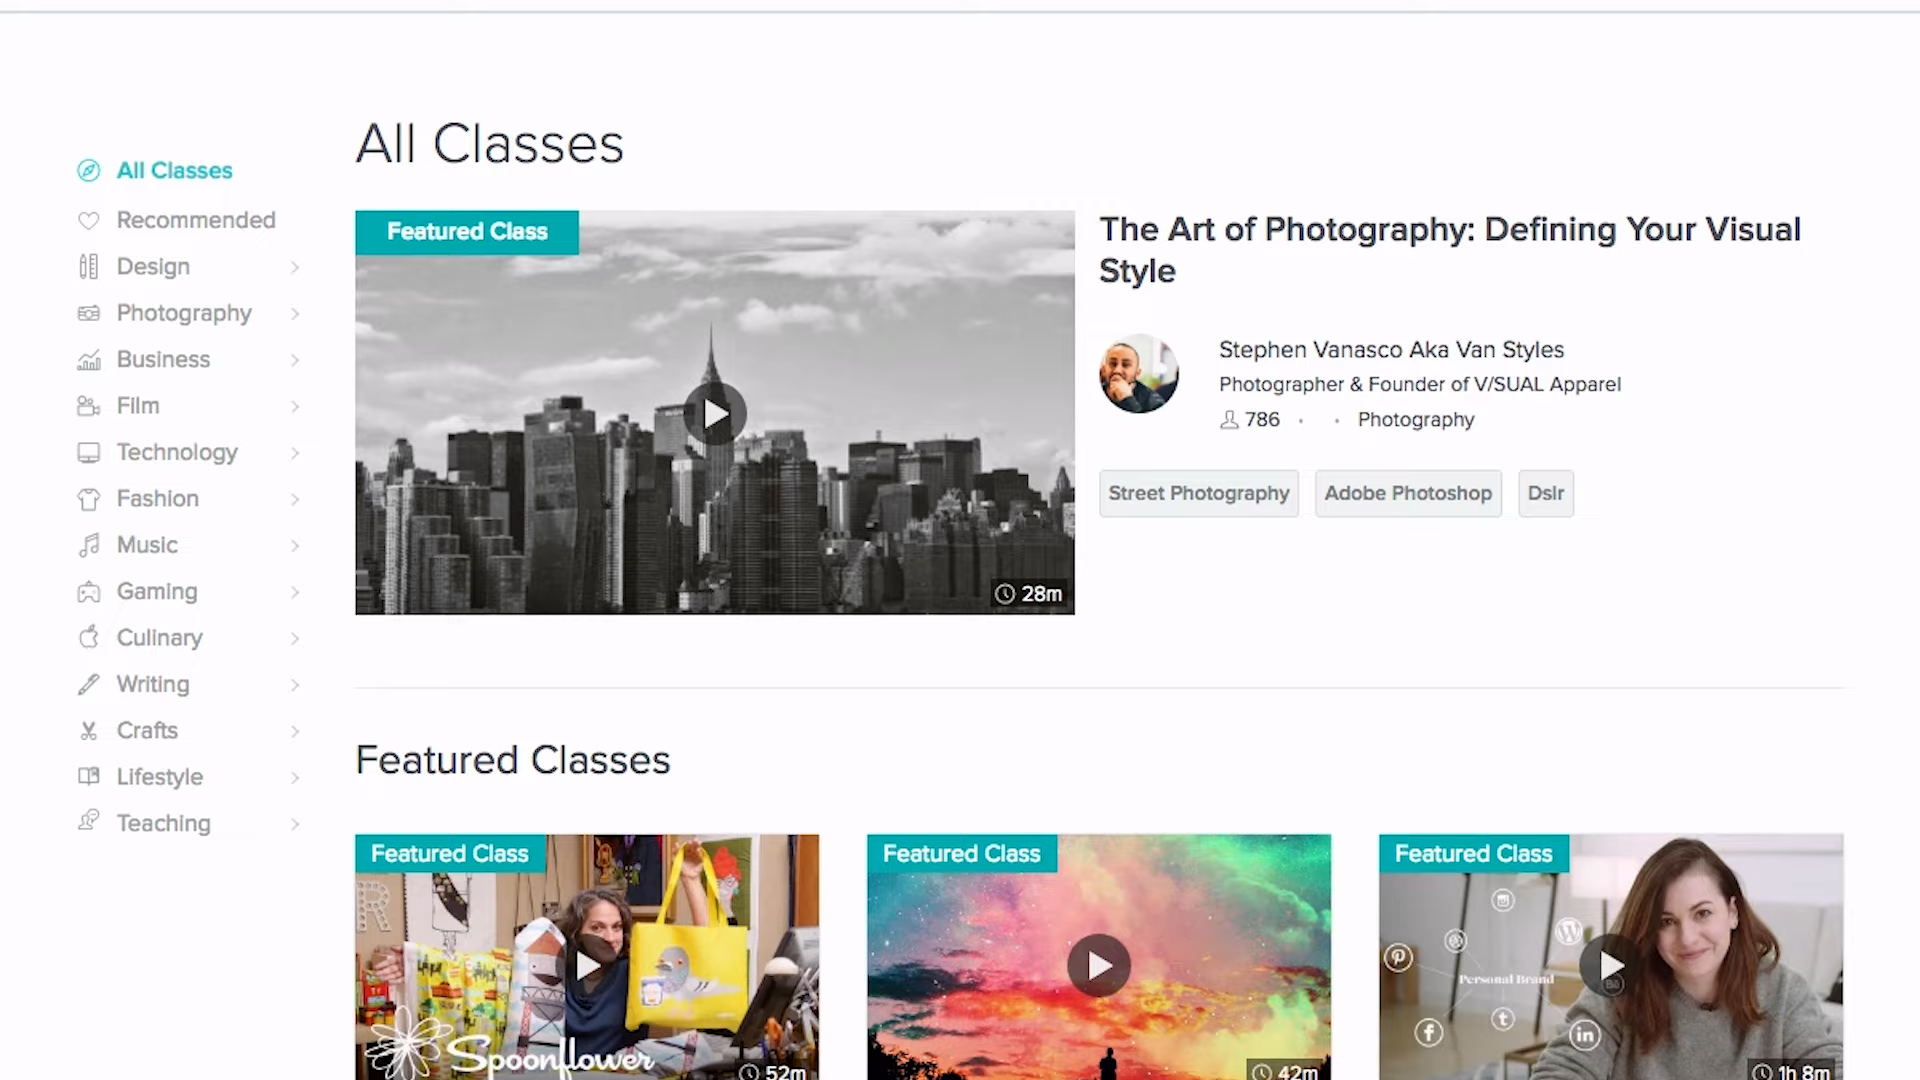 All Classes
Recommended
Design
Photography
Business
Film
Technology
Fashion
Music
Gaming
Culinary
Writing
Crafts
Lifestyle
Teaching
All Classes
Featured Class
28m
The Art of Photography: Defining Your Visual
Style
Stephen Vanasco Aka Van Styles
Photographer & Founder of V/SUAL Apparel
786 · · Photography
Street Photography
Adobe Photoshop
Dslr
Featured Classes
Featured Class
R
Spoonflower
52m
Featured Class
42m
Featured Class
Personal Brand
Bē
1h 8m